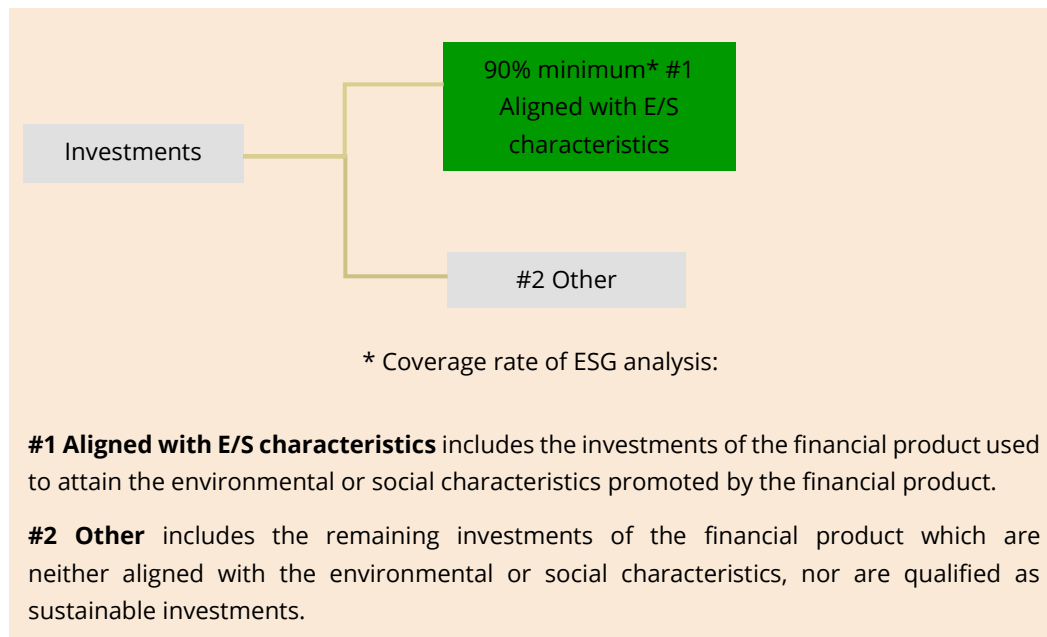 90% minimum* #1
Aligned with E/S
characteristics
Investments
#2 Other
* Coverage rate of ESG analysis:
#1 Aligned with E/S characteristics includes the investments of the financial product used
to attain the environmental or social characteristics promoted by the financial product.
#2 Other includes the remaining investments of the financial product which are
neither aligned with the environmental or social characteristics, nor are qualified as
sustainable investments.